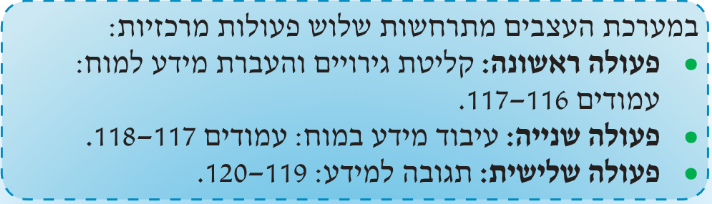 במערכת העצבים מתרחשות שלוש פעולות מרכזיות:
• פעולה ראשונה: קליטת גירויים והעברת מידע למוח:
עמודים 116–117.
• פעולה שנייה: עיבוד מידע במוח: עמודים 117–118.
• פעולה שלישית: תגובה למידע: 119–120.